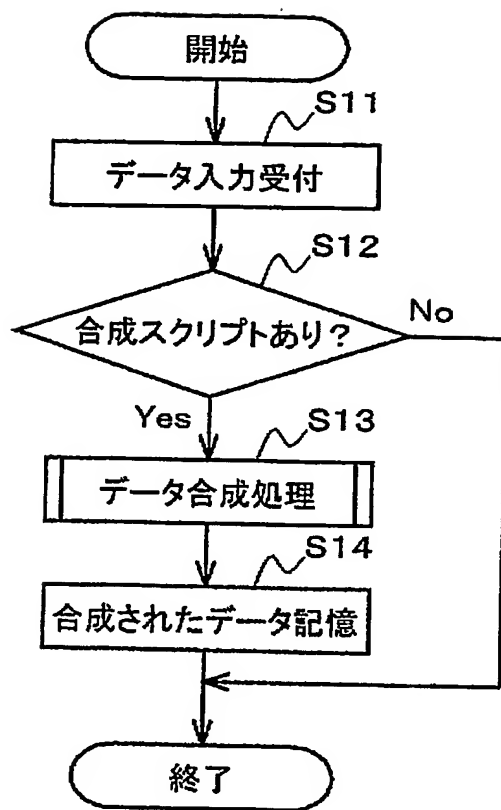 開始
S11
データ入力受付
S12
合成スクリプトあり？
No
Yes
S13
データ合成処理
S14
合成されたデータ記憶
終了